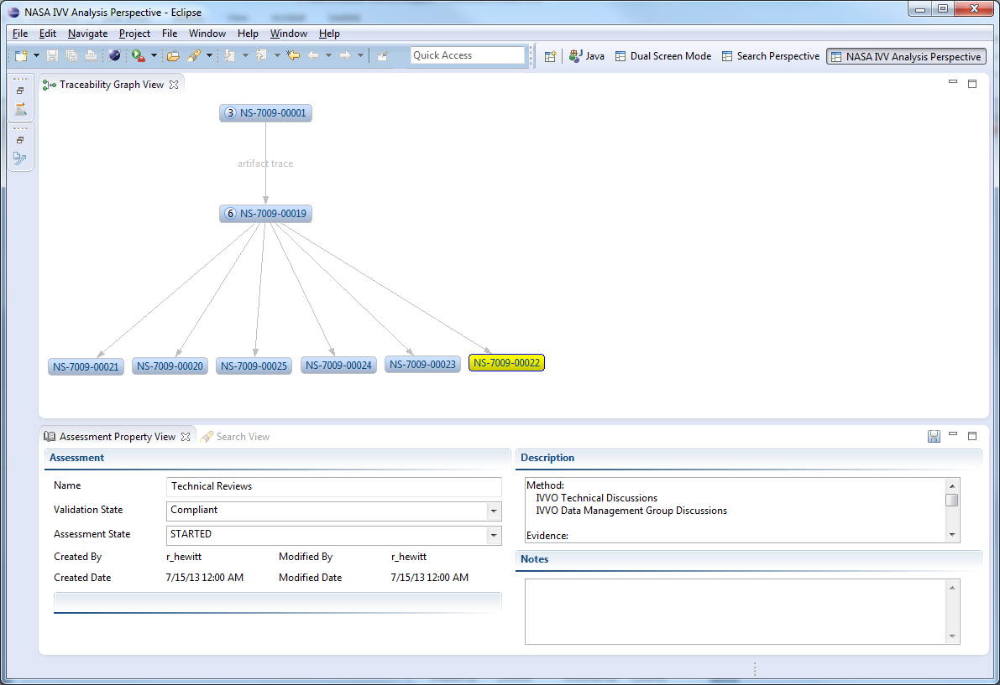 NASA IVV Analysis Perspective - Eclipse
File Edit Navigate Project File Window Help Window Help
Quick Access Java Dual Screen Mode Search Perspective NASA IVV Analysis Perspective
Traceability Graph View
3 NS-7009-00001
artifact trace
6 NS-7009-00019
NS-7009-00021 NS-7009-00020 NS-7009-00025 NS-7009-00024 NS-7009-00023 NS-7009-00022
Assessment Property View Search View
Assessment
Name Technical Reviews
Validation State Compliant
Assessment State STARTED
Created By r_hewitt Modified By r_hewitt
Created Date 7/15/13 12:00 AM Modified Date 7/15/13 12:00 AM
Description
Method:
IVVO Technical Discussions
IVVO Data Management Group Discussions
Evidence:
Notes